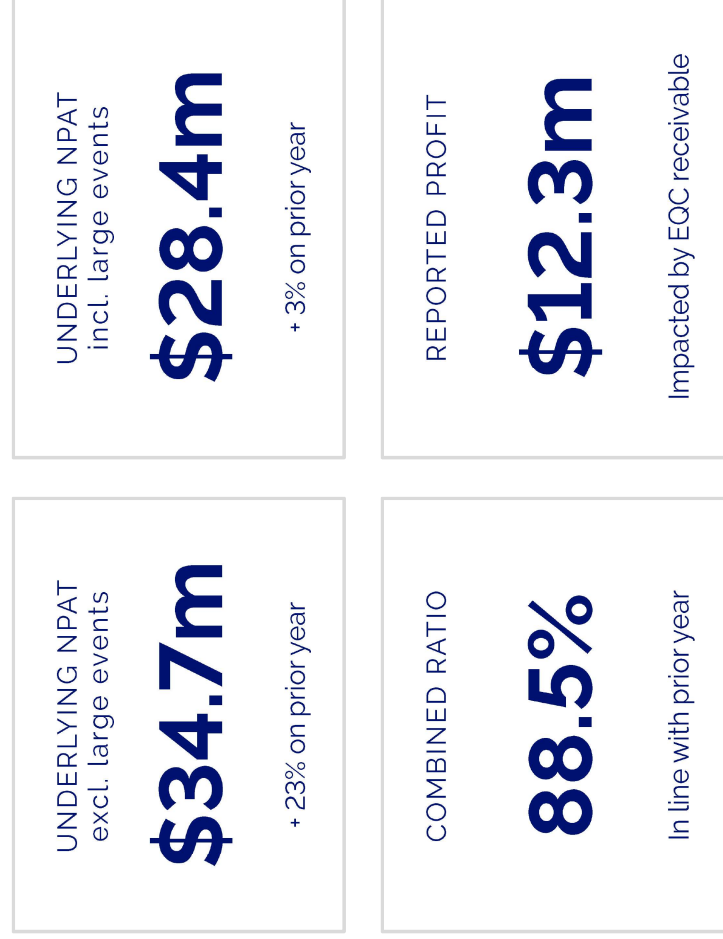 UNDERLYING NPAT
excl. large events
$34.7m
+ 23% on prior year
UNDERLYING NPAT
incl. large events
$28.4m
+ 3% on prior year
COMBINED RATIO
88.5%
In line with prior year
REPORTED PROFIT
$12.3m
Impacted by EQC receivable